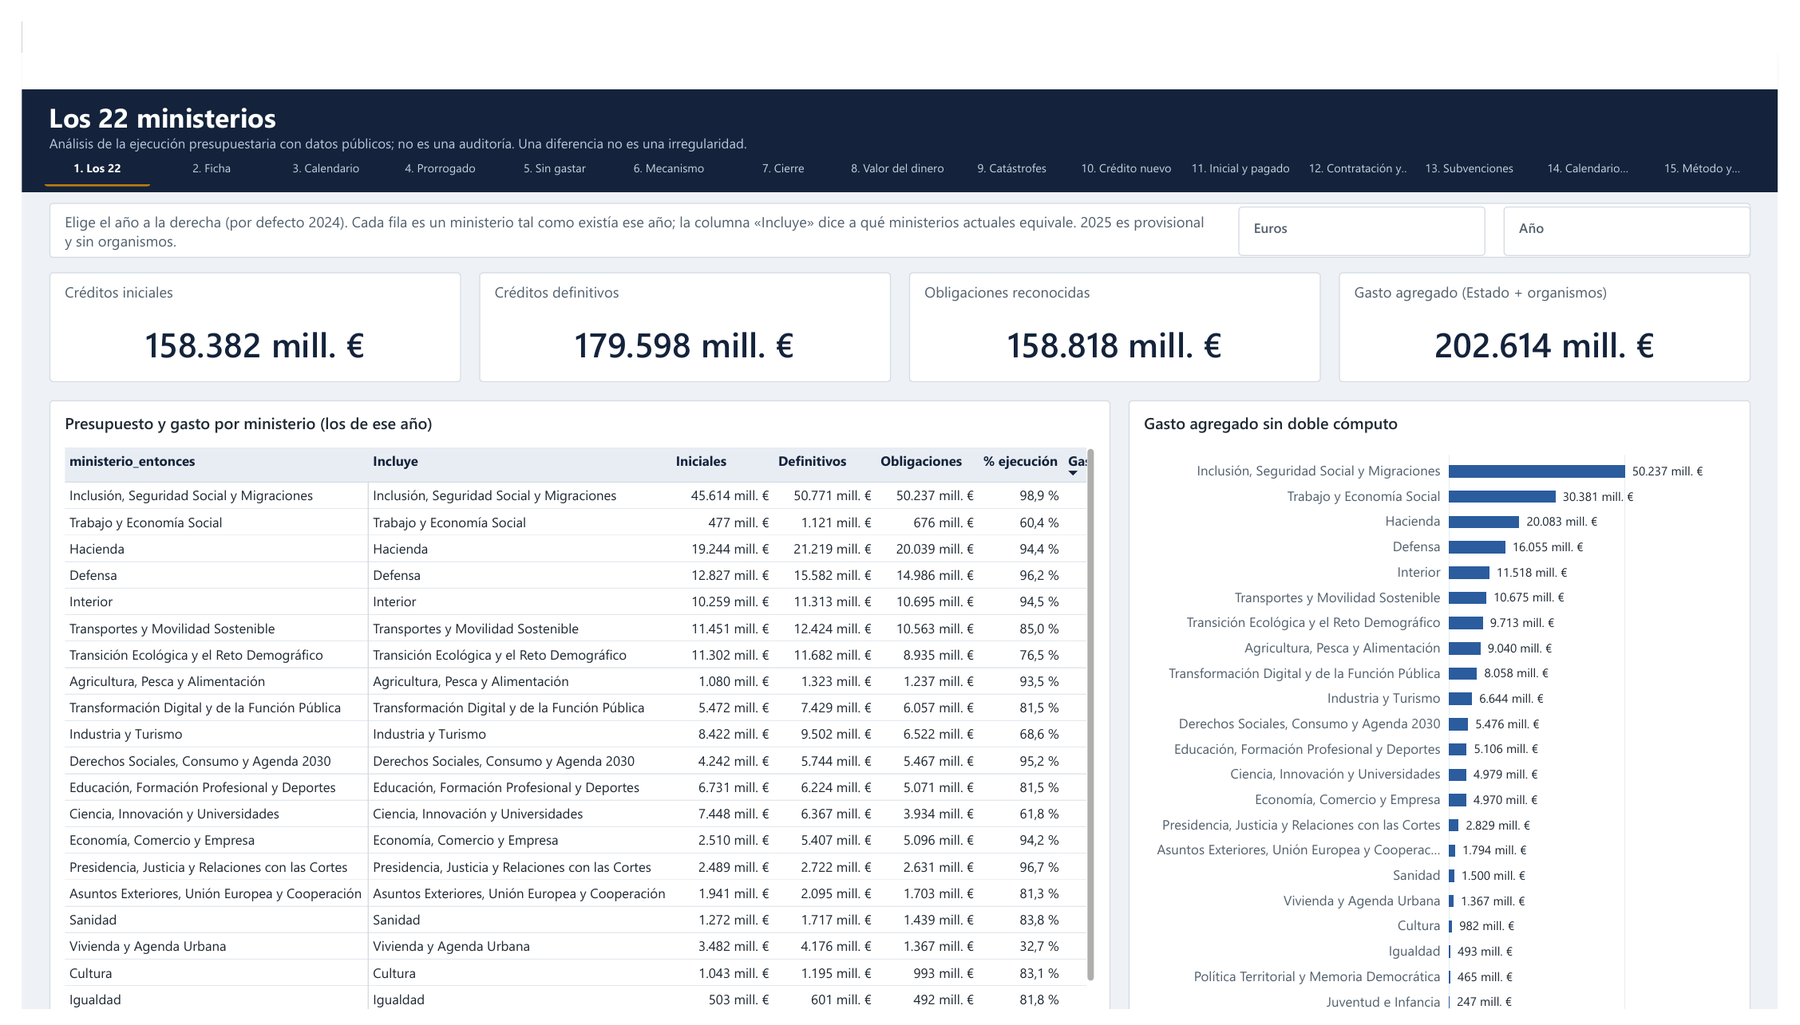 Los 22 ministerios
Análisis de la ejecución presupuestaria con datos públicos; no es una auditoría. Una diferencia no es una irregularidad.
1. Los 22 2. Ficha 3. Calendario 4. Prorrogado 5. Sin gastar 6. Mecanismo 7. Cierre 8. Valor del dinero 9. Catástrofes 10. Crédito nuevo 11. Inicial y pagado 12. Contratación y.. 13. Subvenciones 14. Calendario... 15. Método y...
Elige el año a la derecha (por defecto 2024). Cada fila es un ministerio tal como existía ese año; la columna «Incluye» dice a qué ministerios actuales equivale. 2025 es provisional
y sin organismos.
Euros
Año
Créditos iniciales
158.382 mill. €
Créditos definitivos
179.598 mill. €
Obligaciones reconocidas
158.818 mill. €
Gasto agregado (Estado + organismos)
202.614 mill. €
Presupuesto y gasto por ministerio (los de ese año)
ministerio_entonces Incluye Iniciales Definitivos Obligaciones % ejecución Gas
Inclusión, Seguridad Social y Migraciones Inclusión, Seguridad Social y Migraciones 45.614 mill. € 50.771 mill. € 50.237 mill. € 98,9 %
Trabajo y Economía Social Trabajo y Economía Social 477 mill. € 1.121 mill. € 676 mill. € 60,4 %
Hacienda Hacienda 19.244 mill. € 21.219 mill. € 20.039 mill. € 94,4 %
Defensa Defensa 12.827 mill. € 15.582 mill. € 14.986 mill. € 96,2 %
Interior Interior 10.259 mill. € 11.313 mill. € 10.695 mill. € 94,5 %
Transportes y Movilidad Sostenible Transportes y Movilidad Sostenible 11.451 mill. € 12.424 mill. € 10.563 mill. € 85,0 %
Transición Ecológica y el Reto Demográfico Transición Ecológica y el Reto Demográfico 11.302 mill. € 11.682 mill. € 8.935 mill. € 76,5 %
Agricultura, Pesca y Alimentación Agricultura, Pesca y Alimentación 1.080 mill. € 1.323 mill. € 1.237 mill. € 93,5 %
Transformación Digital y de la Función Pública Transformación Digital y de la Función Pública 5.472 mill. € 7.429 mill. € 6.057 mill. € 81,5 %
Industria y Turismo Industria y Turismo 8.422 mill. € 9.502 mill. € 6.522 mill. € 68,6 %
Derechos Sociales, Consumo y Agenda 2030 Derechos Sociales, Consumo y Agenda 2030 4.242 mill. € 5.744 mill. € 5.467 mill. € 95,2 %
Educación, Formación Profesional y Deportes Educación, Formación Profesional y Deportes 6.731 mill. € 6.224 mill. € 5.071 mill. € 81,5 %
Ciencia, Innovación y Universidades Ciencia, Innovación y Universidades 7.448 mill. € 6.367 mill. € 3.934 mill. € 61,8 %
Economía, Comercio y Empresa Economía, Comercio y Empresa 2.510 mill. € 5.407 mill. € 5.096 mill. € 94,2 %
Presidencia, Justicia y Relaciones con las Cortes Presidencia, Justicia y Relaciones con las Cortes 2.489 mill. € 2.722 mill. € 2.631 mill. € 96,7 %
Asuntos Exteriores, Unión Europea y Cooperación Asuntos Exteriores, Unión Europea y Cooperación 1.941 mill. € 2.095 mill. € 1.703 mill. € 81,3 %
Sanidad Sanidad 1.272 mill. € 1.717 mill. € 1.439 mill. € 83,8 %
Vivienda y Agenda Urbana Vivienda y Agenda Urbana 3.482 mill. € 4.176 mill. € 1.367 mill. € 32,7 %
Cultura Cultura 1.043 mill. € 1.195 mill. € 993 mill. € 83,1 %
Igualdad Igualdad 503 mill. € 601 mill. € 492 mill. € 81,8 %
Gasto agregado sin doble cómputo
Inclusión, Seguridad Social y Migraciones 50.237 mill. €
Trabajo y Economía Social 30.381 mill. €
Hacienda 20.083 mill. €
Defensa 16.055 mill. €
Interior 11.518 mill. €
Transportes y Movilidad Sostenible 10.675 mill. €
Transición Ecológica y el Reto Demográfico 9.713 mill. €
Agricultura, Pesca y Alimentación 9.040 mill. €
Transformación Digital y de la Función Pública 8.058 mill. €
Industria y Turismo 6.644 mill. €
Derechos Sociales, Consumo y Agenda 2030 5.476 mill. €
Educación, Formación Profesional y Deportes 5.106 mill. €
Ciencia, Innovación y Universidades 4.979 mill. €
Economía, Comercio y Empresa 4.970 mill. €
Presidencia, Justicia y Relaciones con las Cortes 2.829 mill. €
Asuntos Exteriores, Unión Europea y Cooperac... 1.794 mill. €
Sanidad 1.500 mill. €
Vivienda y Agenda Urbana 1.367 mill. €
Cultura 982 mill. €
Igualdad 493 mill. €
Política Territorial y Memoria Democrática 465 mill. €
Juventud e Infancia 247 mill. €